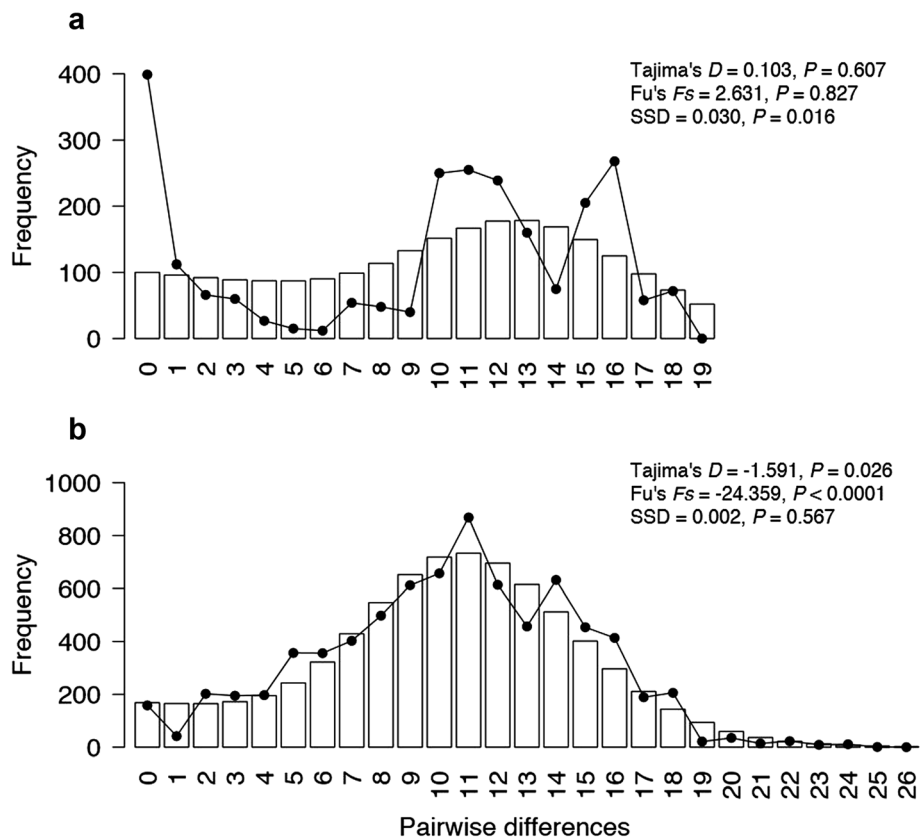 a
Tajima's D = 0.103, P = 0.607
Fu's Fs = 2.631, P = 0.827
SSD = 0.030, P = 0.016
Frequency
400
300
200
100
0
0 1 2 3 4 5 6 7 8 9 10 11 12 13 14 15 16 17 18 19
b
Tajima's D = -1.591, P = 0.026
Fu's Fs = -24.359, P < 0.0001
SSD = 0.002, P = 0.567
Frequency
1000
800
600
400
200
0
0 1 2 3 4 5 6 7 8 9 10 11 12 13 14 15 16 17 18 19 20 21 22 23 24 25 26
Pairwise differences